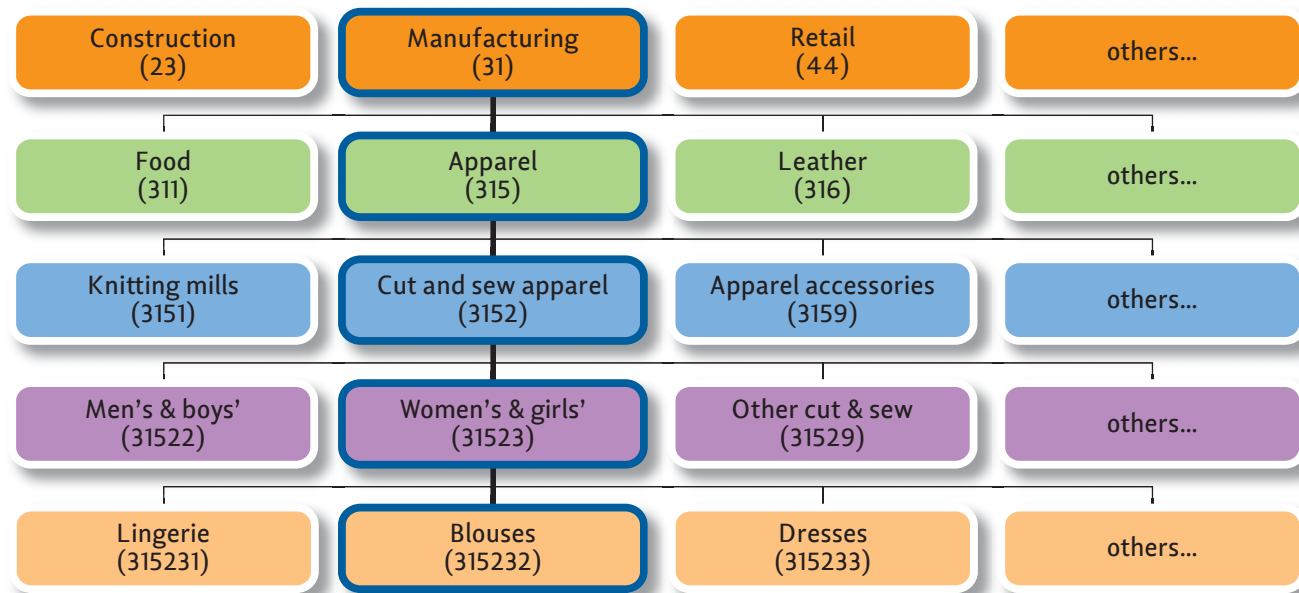 Construction
(23)
Manufacturing
(31)
Retail
(44)
others...
Food
(311)
Apparel
(315)
Leather
(316)
others...
Knitting mills
(3151)
Cut and sew apparel
(3152)
Apparel accessories
(3159)
others...
Men's & boys'
(31522)
Women's & girls'
(31523)
Other cut & sew
(31529)
others...
Lingerie
(315231)
Blouses
(315232)
Dresses
(315233)
others...